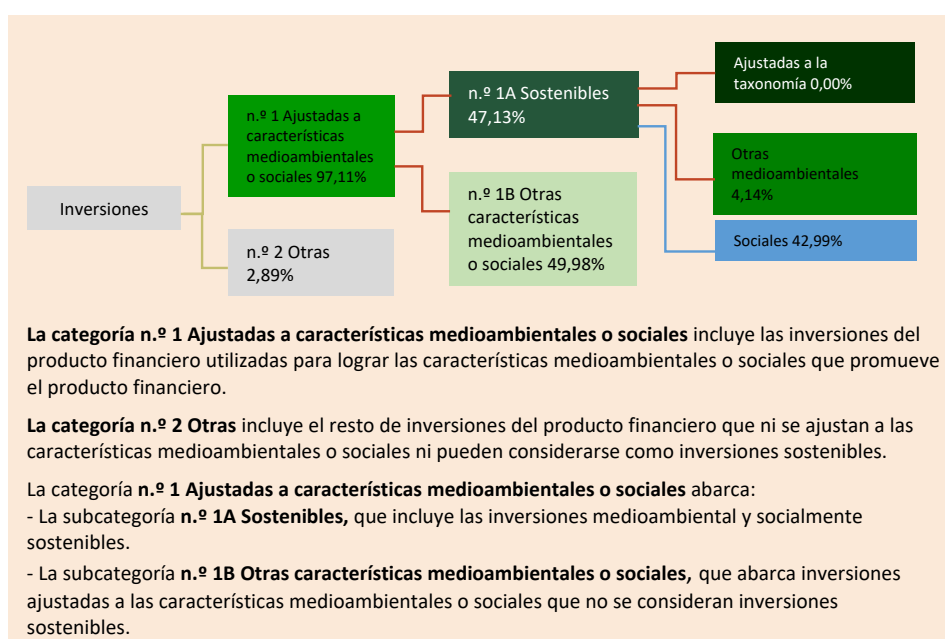 Inversiones
n.º 1 Ajustadas a
características
medioambientales
o sociales 97,11%
n.º 2 Otras
2,89%
n.º 1A Sostenibles
47,13%
n.º 1B Otras
características
medioambientales
o sociales 49,98%
Ajustadas a la
taxonomía 0,00%
Otras
medioambientales
4,14%
Sociales 42,99%
La categoría n.º 1 Ajustadas a características medioambientales o sociales incluye las inversiones del
producto financiero utilizadas para lograr las características medioambientales o sociales que promueve
el producto financiero.
La categoría n.º 2 Otras incluye el resto de inversiones del producto financiero que ni se ajustan a las
características medioambientales o sociales ni pueden considerarse como inversiones sostenibles.
La categoría n.º 1 Ajustadas a características medioambientales o sociales abarca:
- La subcategoría n.º 1A Sostenibles, que incluye las inversiones medioambiental y socialmente
sostenibles.
- La subcategoría n.º 1B Otras características medioambientales o sociales, que abarca inversiones
ajustadas a las características medioambientales o sociales que no se consideran inversiones
sostenibles.